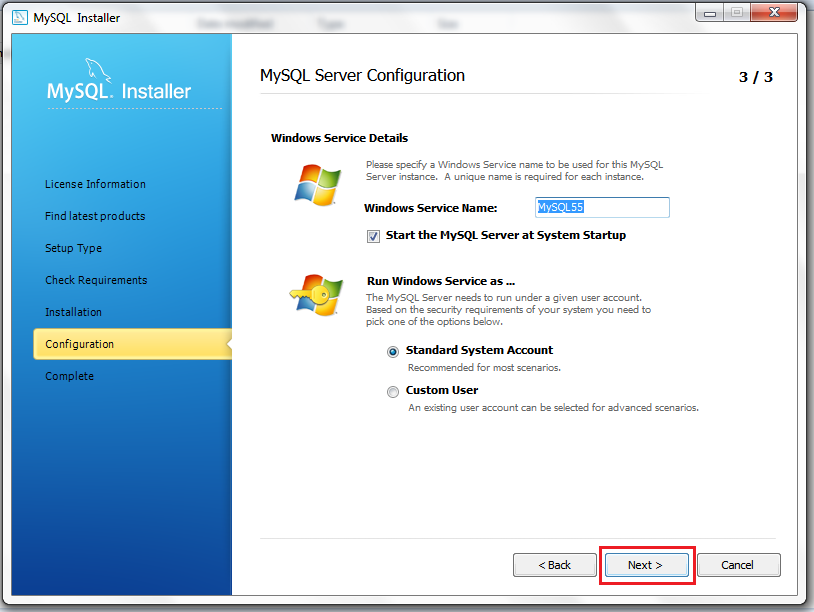 MySQL Installer
Date modified Type Size
MySQL. Installer
License Information
Find latest products
Setup Type
Check Requirements
Installation
Configuration
Complete
MySQL Server Configuration
3 / 3
Windows Service Details
Please specify a Windows Service name to be used for this MySQL
Server instance.  A unique name is required for each instance.
Windows Service Name: MySQL55
Start the MySQL Server at System Startup
Run Windows Service as ...
The MySQL Server needs to run under a given user account.
Based on the security requirements of your system you need to
pick one of the options below.
Standard System Account
Recommended for most scenarios.
Custom User
An existing user account can be selected for advanced scenarios.
< Back
Next >
Cancel